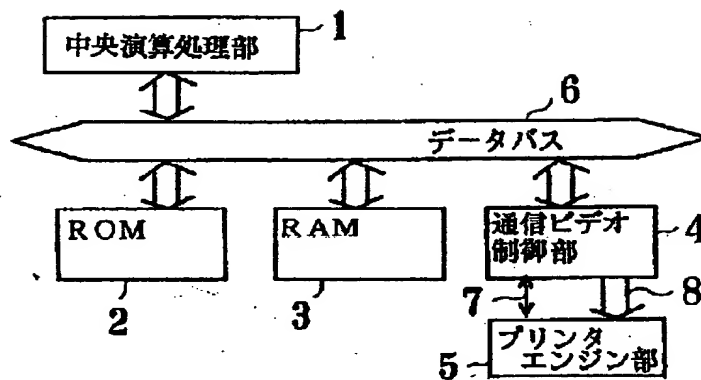 中央演算処理部
1
6
データバス
ROM
RAM
通信ビデオ
制御部
4
2
3
7
8
プリンタ
エンジン部
5